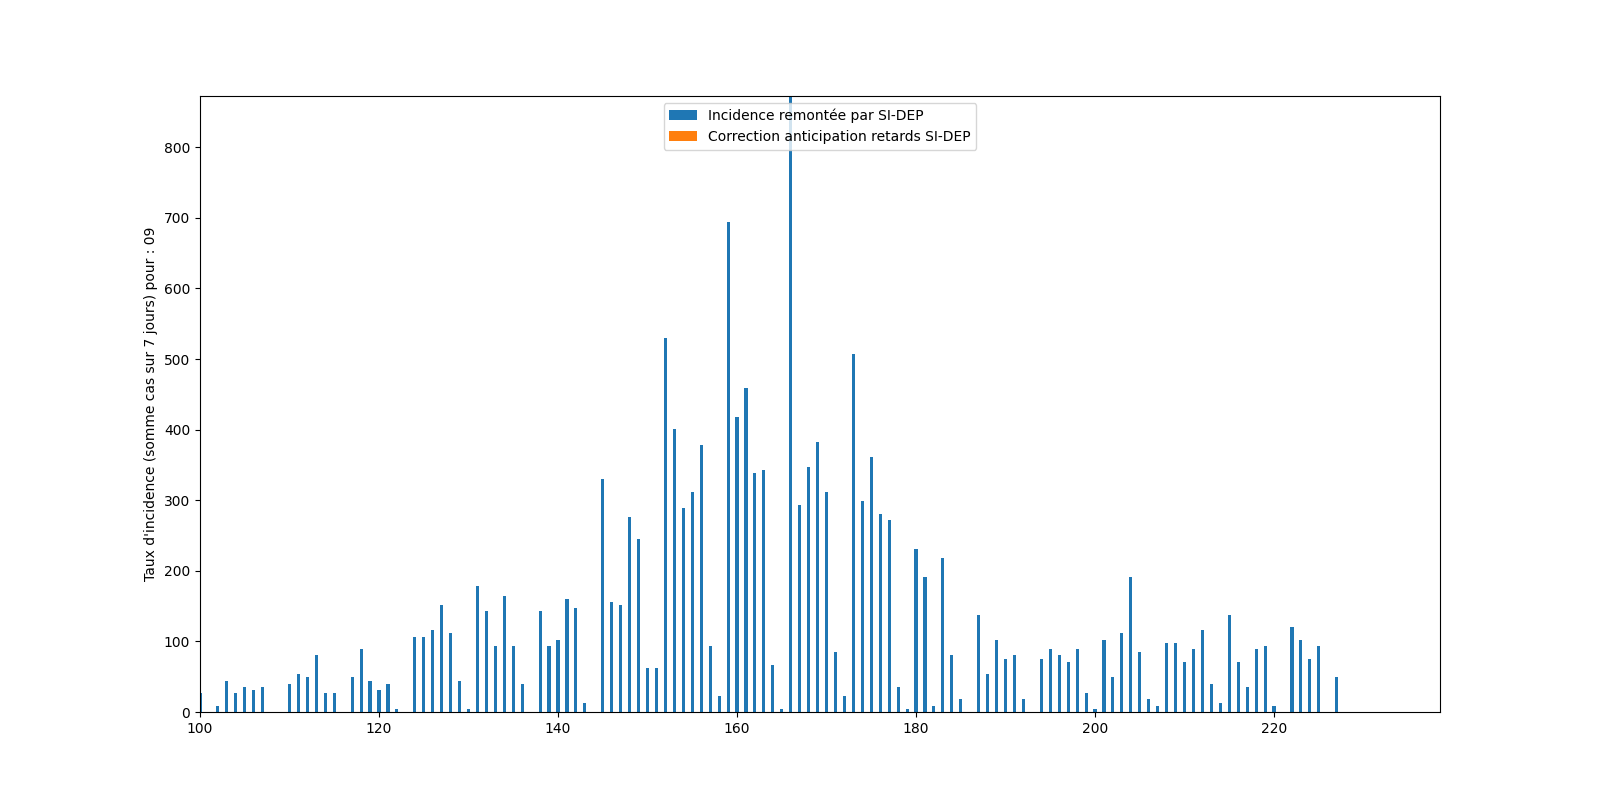 Incidence remontée par SI-DEP
Correction anticipation retards SI-DEP
Taux d'incidence (somme cas sur 7 jours) pour : 09
800
700
600
500
400
300
200
100
0
100 120 140 160 180 200 220